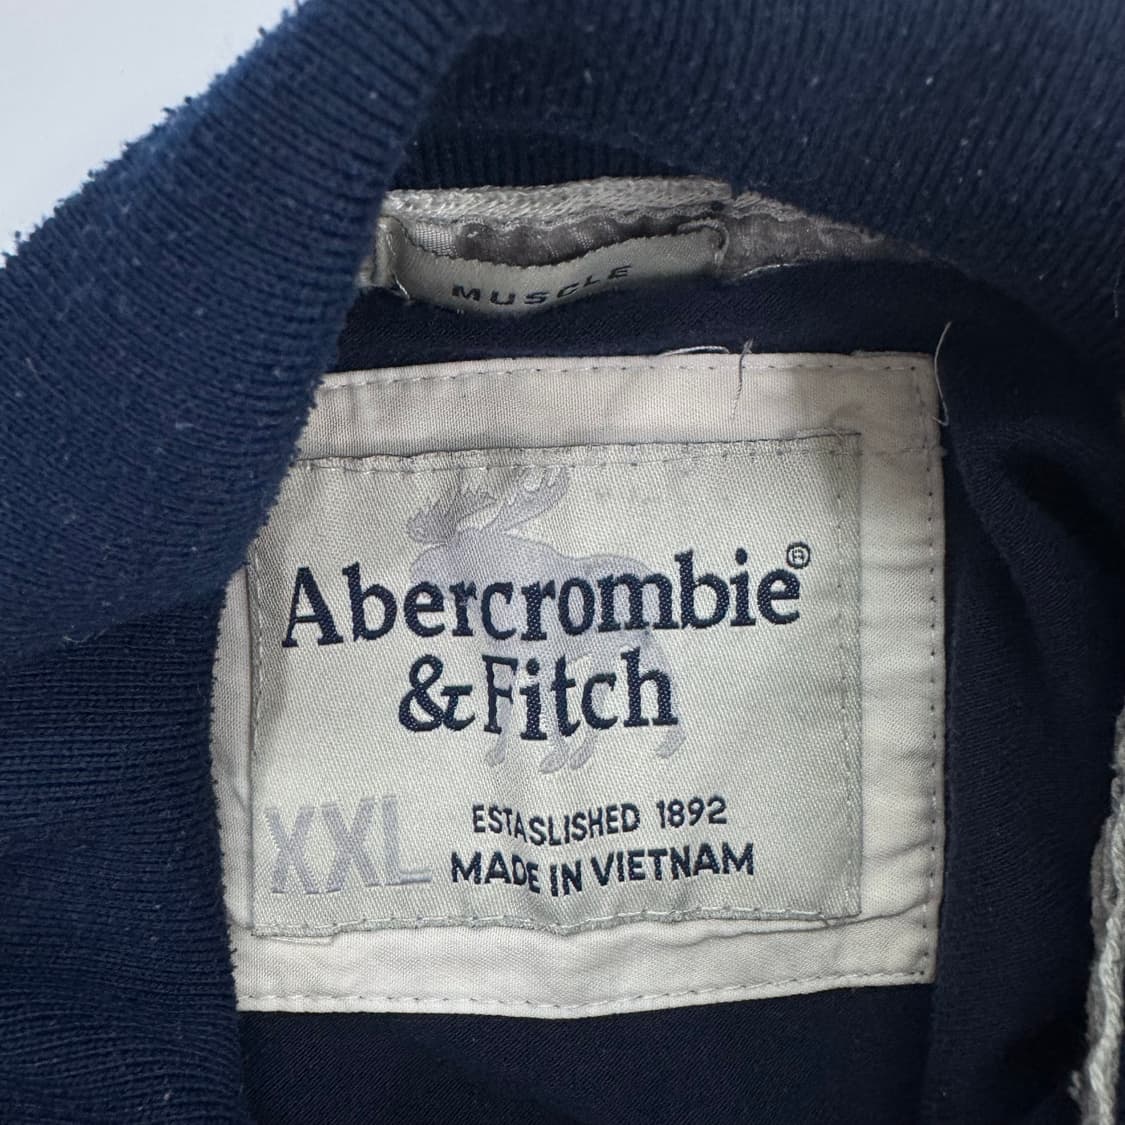 MUSCLE
Abercrombie®
& Fitch
XXL
ESTASLISHED 1892
MADE IN VIETNAM